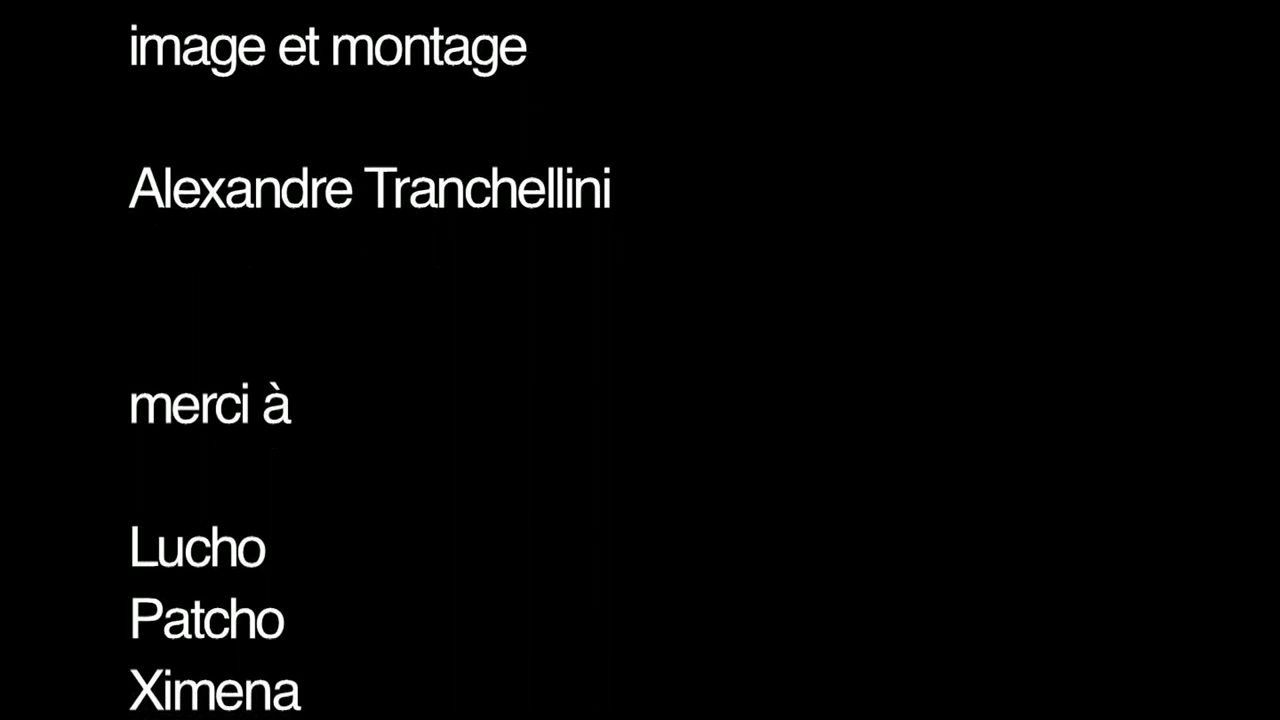 image et montage
Alexandre Tranchellini
merci à
Lucho
Patcho
Ximena